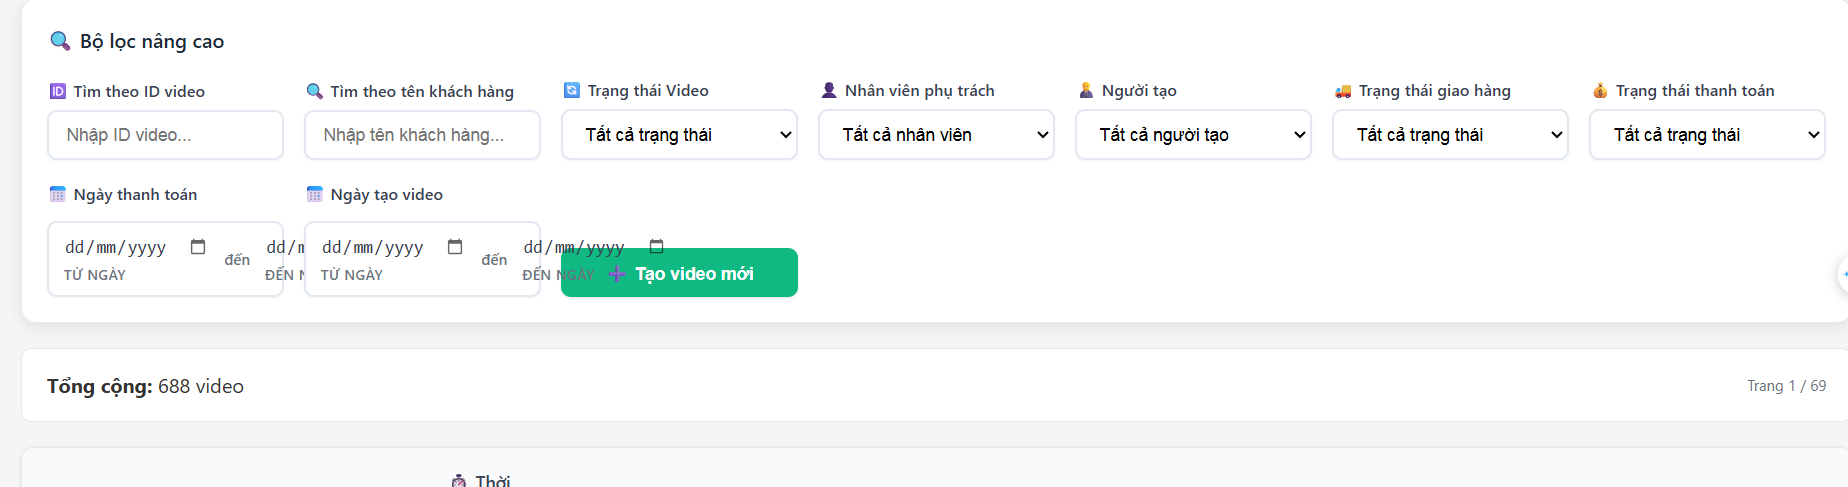 Bộ lọc nâng cao
ID Tìm theo ID video
Tìm theo tên khách hàng
Trạng thái Video
Nhân viên phụ trách
Người tạo
Trạng thái giao hàng
Trạng thái thanh toán
Nhập ID video...
Nhập tên khách hàng...
Tất cả trạng thái
Tất cả nhân viên
Tất cả người tạo
Tất cả trạng thái
Tất cả trạng thái
Ngày thanh toán
Ngày tạo video
dd/mm/yyyy
TỪ NGÀY
đến
dd/m
ĐẾN N
dd/mm/yyyy
TỪ NGÀY
đến
dd/mm/yyyy
ĐẾN NGÀY
Tạo video mới
Tổng cộng: 688 video
Trang 1 / 69
Thời